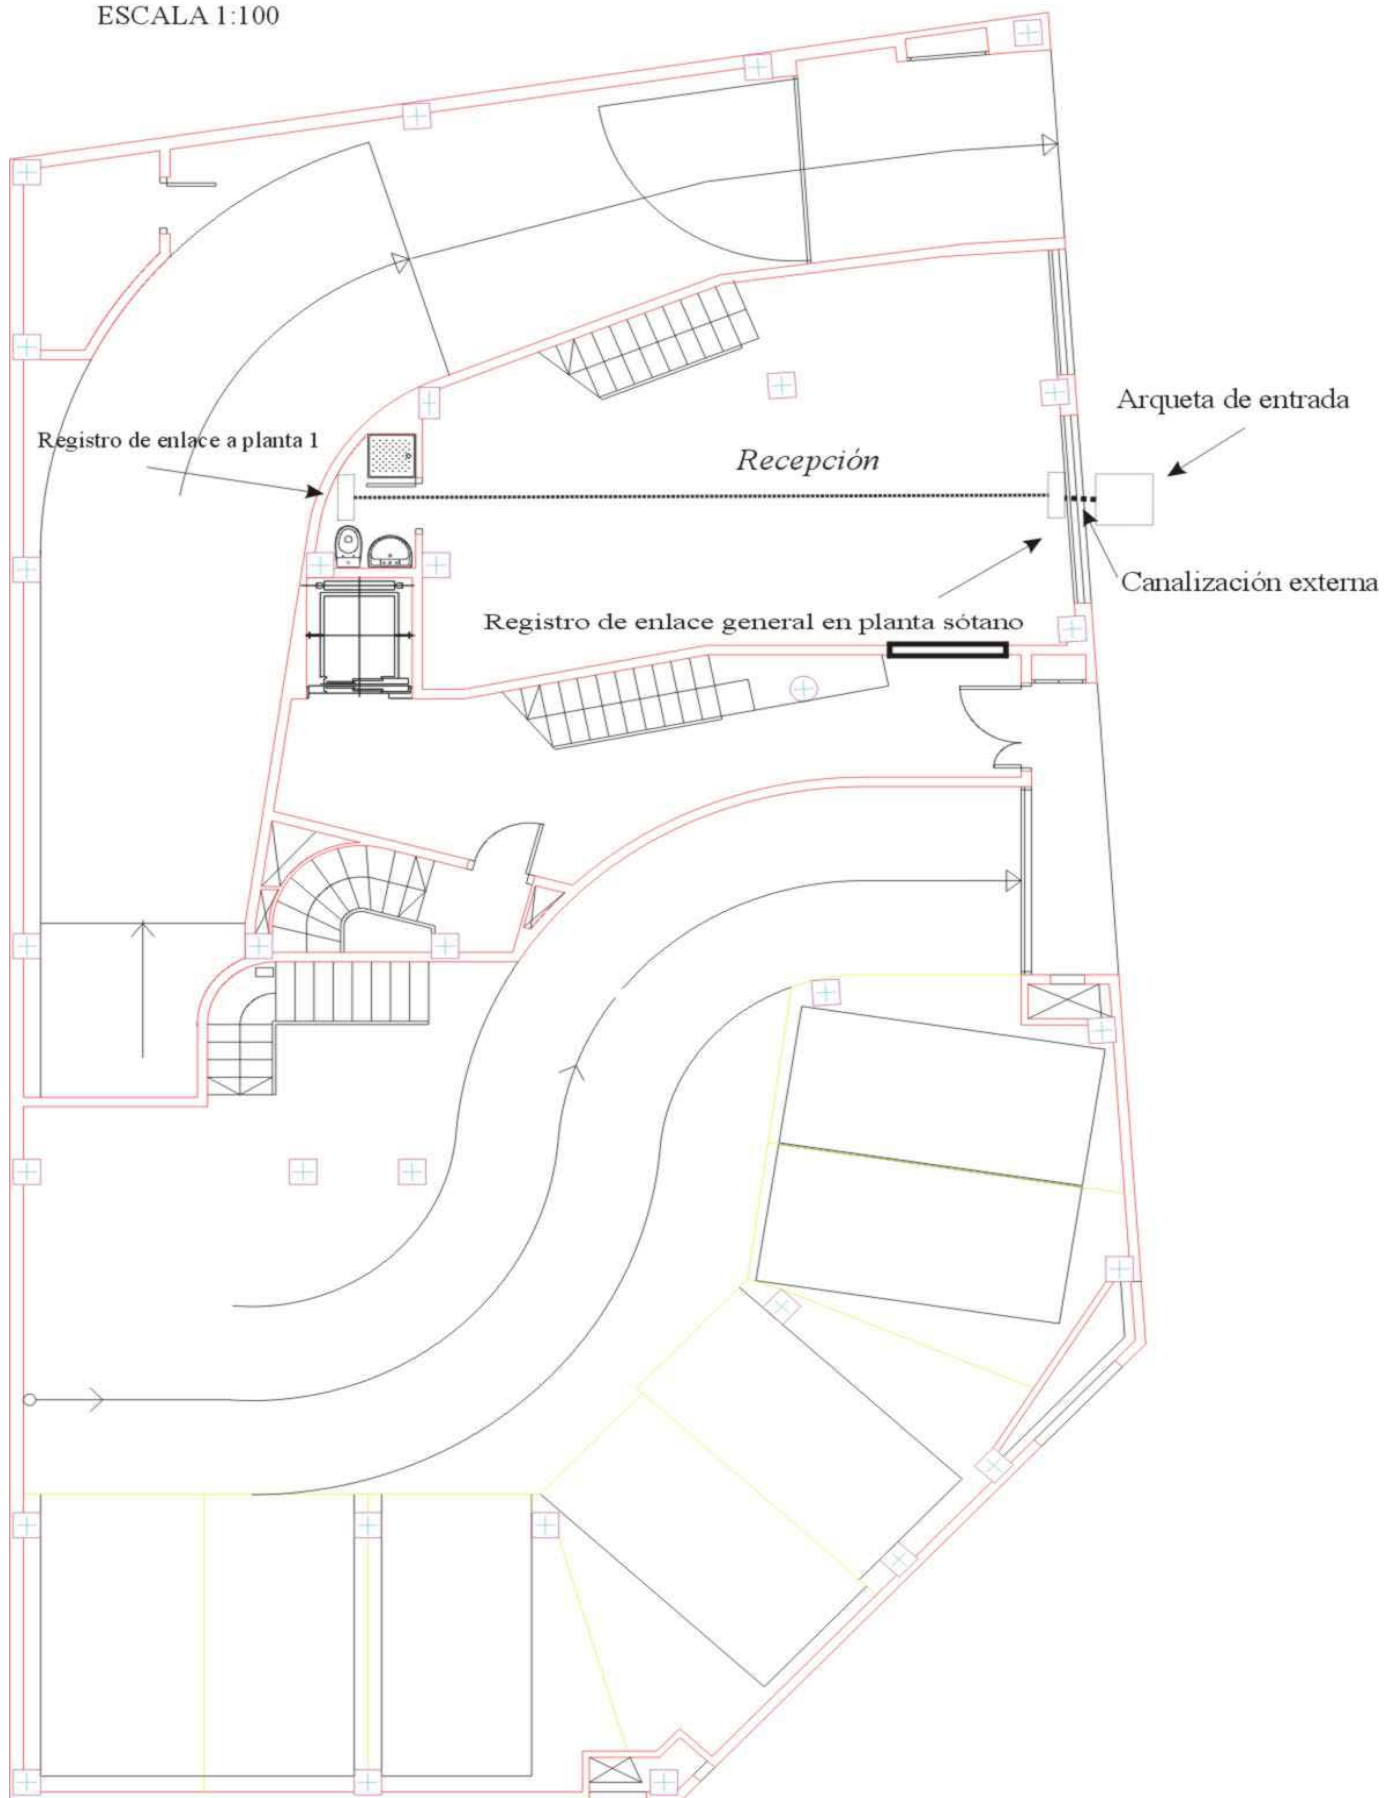 ESCALA 1:100
Arqueta de entrada
Registro de enlace a planta 1
Recepción
Canalización externa
Registro de enlace general en planta sótano